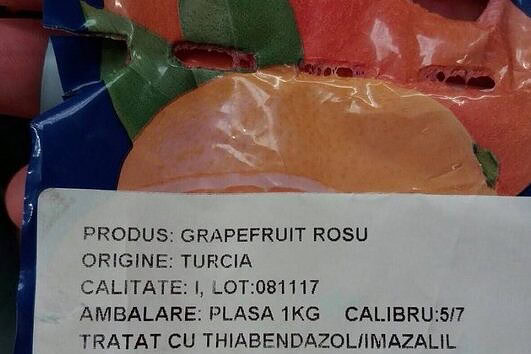 PRODUS: GRAPEFRUIT ROSU
ORIGINE: TURCIA
CALITATE: I, LOT:081117
AMBALARE: PLASA 1KG CALIBRU:5/7
TRATAT CU THIABENDAZOL/IMAZALIL